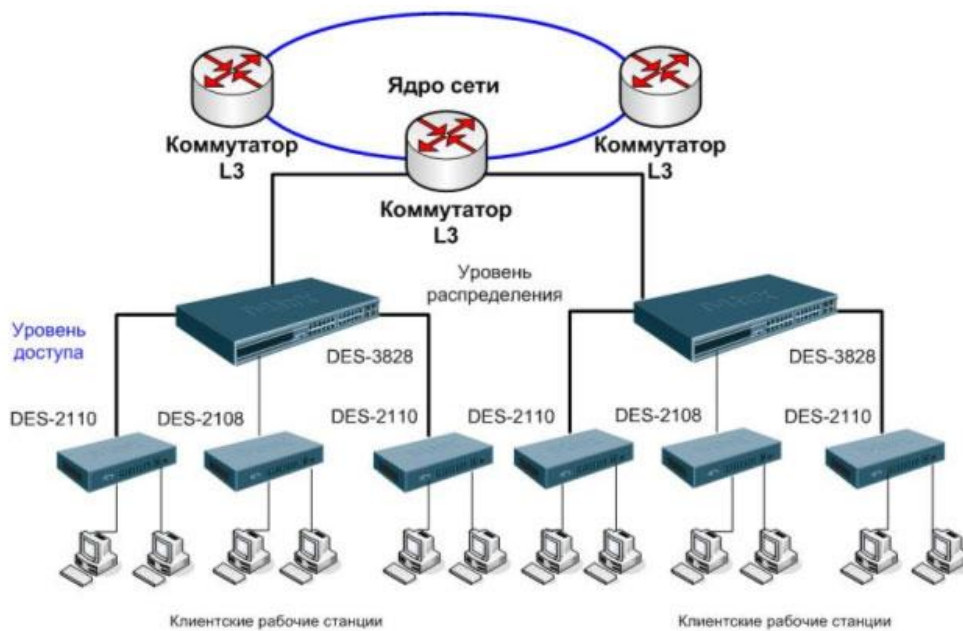 Ядро сети
Коммутатор
L3
Коммутатор
L3
Коммутатор
L3
Уровень
распределения
Уровень
доступа
DES-3828
DES-3828
DES-2110
DES-2108
DES-2110
DES-2110
DES-2108
DES-2110
Клиентские рабочие станции
Клиентские рабочие станции